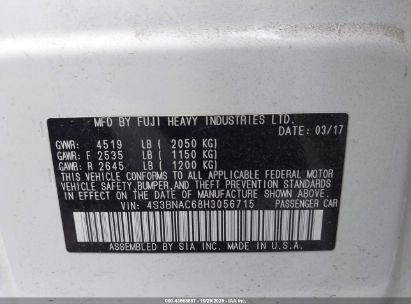 MFD BY FUJI HEAVY INDUSTRIES LTD.
DATE: 03/17
GVWR: 4519 LB ( 2050 KG)
GAWR: F 2535 LB ( 1150 KG)
GAWR: R 2645 LB ( 1200 KG)
THIS VEHICLE CONFORMS TO ALL APPLICABLE FEDERAL MOTOR
VEHICLE SAFETY, BUMPER, AND THEFT PREVENTION STANDARDS
IN EFFECT ON THE DATE OF MANUFACTURE SHOWN ABOVE.
VIN: 4S3BNAC68H3056715 PASSENGER CAR
ASSEMBLED BY SIA INC. MADE IN U.S.A.